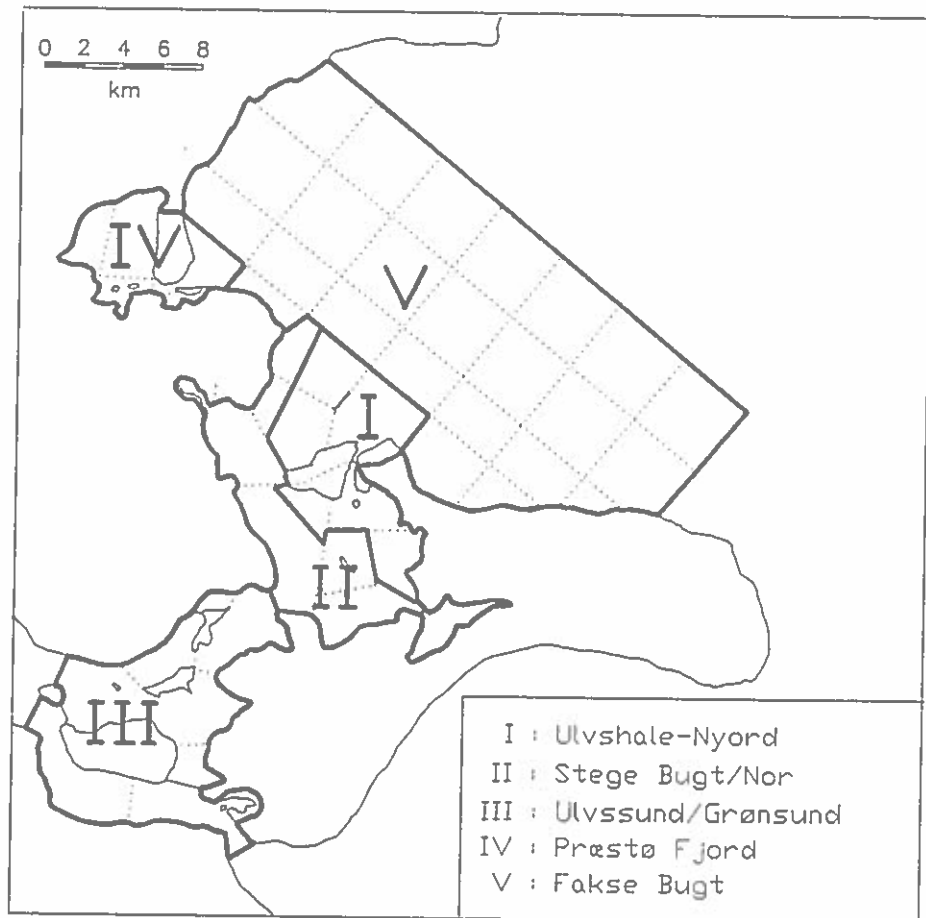 0 2 4 6 8
km
IV
V
I
II
III
I : Ulvshale-Nyord
II : Stege Bugt/Nor
III : Ulvssund/Grønsund
IV : Præstø Fjord
V : Fakse Bugt